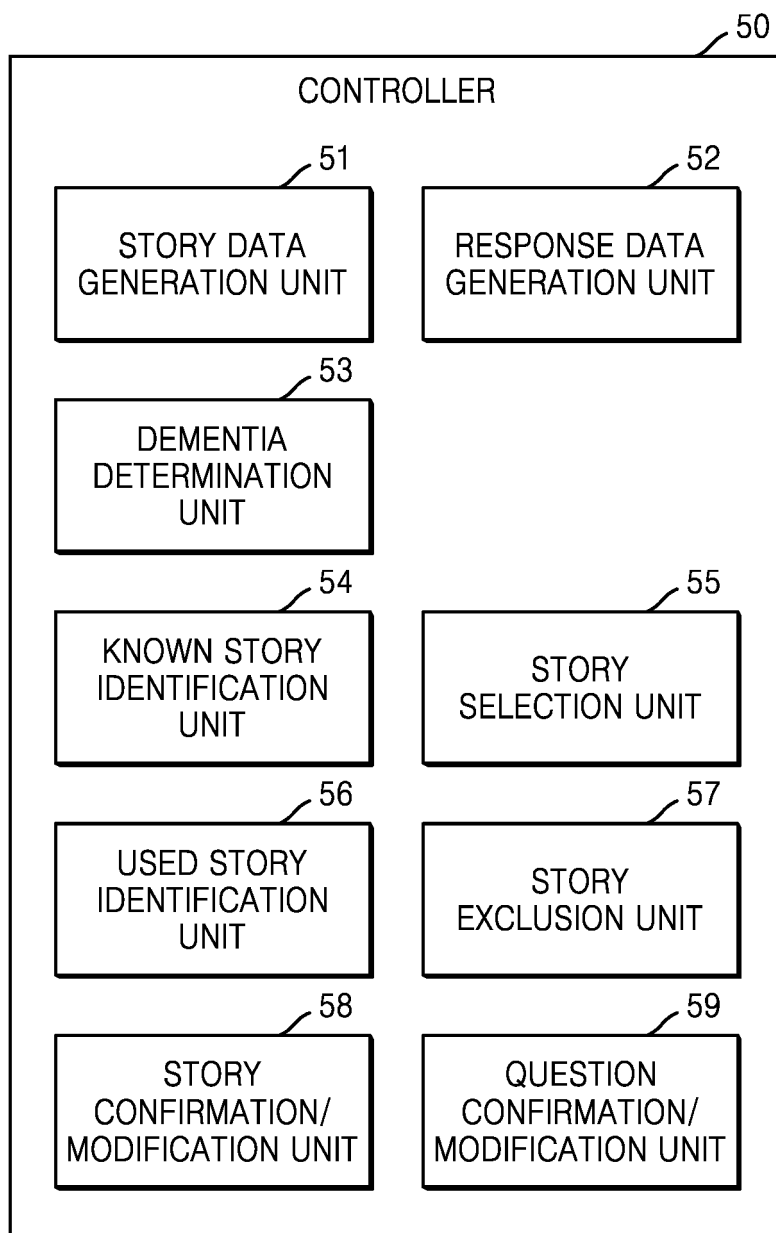 50
CONTROLLER
51
STORY DATA
GENERATION UNIT
52
RESPONSE DATA
GENERATION UNIT
53
DEMENTIA
DETERMINATION
UNIT
54
KNOWN STORY
IDENTIFICATION
UNIT
55
STORY
SELECTION UNIT
56
USED STORY
IDENTIFICATION
UNIT
57
STORY
EXCLUSION UNIT
58
STORY
CONFIRMATION/
MODIFICATION UNIT
59
QUESTION
CONFIRMATION/
MODIFICATION UNIT